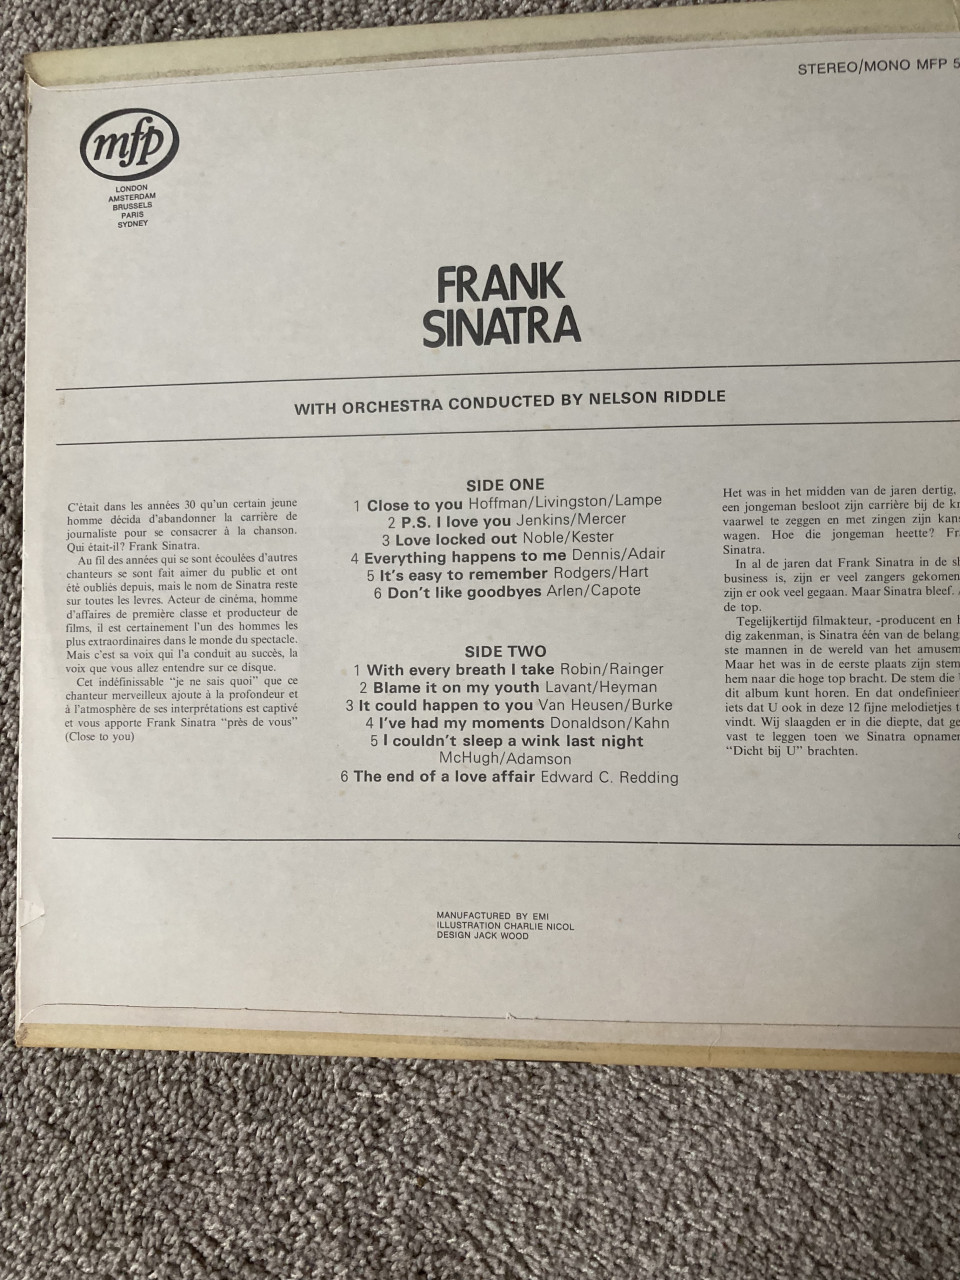 STEREO/MONO MFP 5
mfp
LONDON
AMSTERDAM
BRUSSELS
PARIS
SYDNEY
FRANK
SINATRA
WITH ORCHESTRA CONDUCTED BY NELSON RIDDLE
C'était dans les années 30 qu'un certain jeune
homme décida d'abandonner la carrière de
journaliste pour se consacrer à la chanson.
Qui était-il? Frank Sinatra.
Au fil des années qui se sont écoulées d'autres
chanteurs se sont fait aimer du public et ont
été oubliés depuis, mais le nom de Sinatra reste
sur toutes les levres. Acteur de cinéma, homme
d'affaires de première classe et producteur de
films, il est certainement l'un des hommes les
plus extraordinaires dans le monde du spectacle.
Mais c'est sa voix qui l'a conduit au succès, la
voix que vous allez entendre sur ce disque.
Cet indéfinissable "je ne sais quoi" que ce
chanteur merveilleux ajoute à la profondeur et
à l'atmosphère de ses interprétations est captivé
et vous apporte Frank Sinatra "près de vous"
(Close to you)
SIDE ONE
1 Close to you Hoffman/Livingston/Lampe
2 P.S. I love you Jenkins/Mercer
3 Love locked out Noble/Kester
4 Everything happens to me Dennis/Adair
5 It's easy to remember Rodgers/Hart
6 Don't like goodbyes Arlen/Capote
SIDE TWO
1 With every breath I take Robin/Rainger
2 Blame it on my youth Lavant/Heyman
3 It could happen to you Van Heusen/Burke
4 I've had my moments Donaldson/Kahn
5 I couldn't sleep a wink last night
McHugh/Adamson
6 The end of a love affair Edward C. Redding
Het was in het midden van de jaren dertig,
een jongeman besloot zijn carrière bij de
vaarwel te zeggen en met zingen zijn
wagen. Hoe die jongeman heette?
Sinatra.
In al de jaren dat Frank Sinatra in de
business is, zijn er veel zangers
zijn er ook veel gegaan. Maar Sinatra bleef.
de top.
Tegelijkertijd filmakteur, -producent en
dig zakenman, is Sinatra één van de
ste mannen in de wereld van het
Maar het was in de eerste plaats zijn
hem naar die hoge top bracht. De stem die
dit album kunt horen. En dat
iets dat U ook in deze 12 fijne melodietjes
vindt. Wij slaagden er in die diepte, dat
vast te leggen toen we Sinatra
"Dicht bij U" brachten.
MANUFACTURED BY EMI
ILLUSTRATION CHARLIE NICOL
DESIGN JACK WOOD